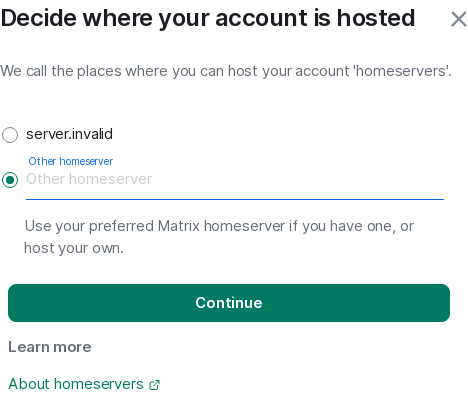 Decide where your account is hosted
We call the places where you can host your account 'homeservers'.
server.invalid
Other homeserver
Other homeserver
Use your preferred Matrix homeserver if you have one, or
host your own.
Continue
Learn more
About homeservers